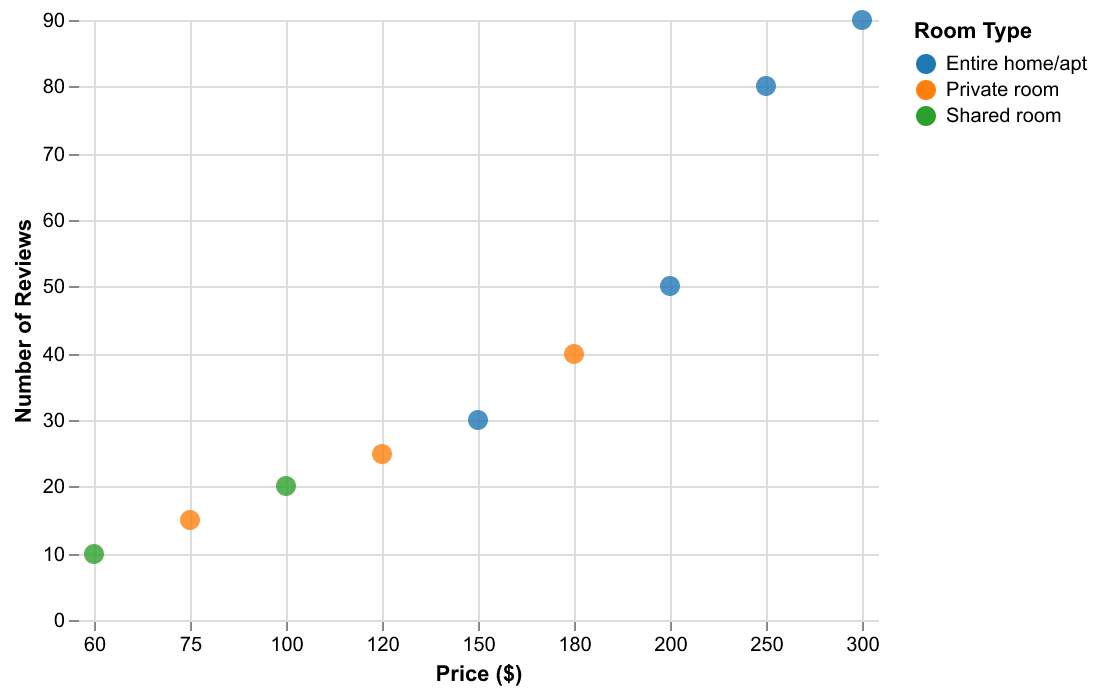 90
80
70
60
50
40
30
20
10
0
Number of Reviews
60 75 100 120 150 180 200 250 300
Price ($)
Room Type
Entire home/apt
Private room
Shared room